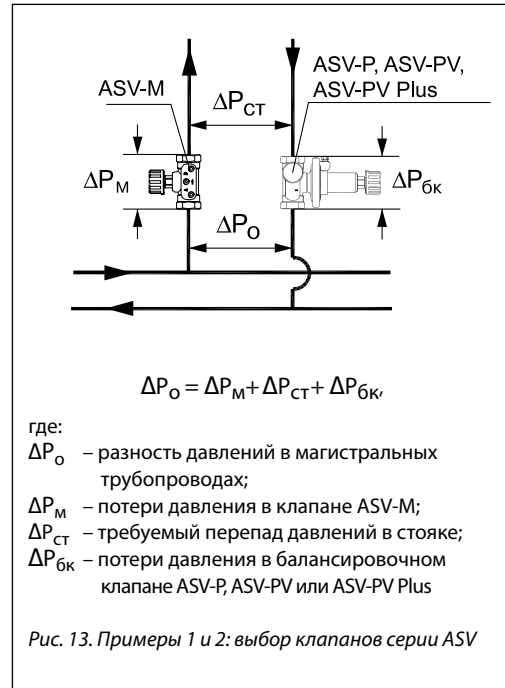 ASV-M
ΔPст
ASV-P, ASV-PV,
ASV-PV Plus
ΔPм
ΔPбк
ΔPо
ΔPо = ΔPм+ ΔPст+ ΔPбк,
где:
ΔPо – разность давлений в магистральных
трубопроводах;
ΔPм – потери давления в клапане ASV-M;
ΔPст – требуемый перепад давлений в стояке;
ΔPбк – потери давления в балансировочном
клапане ASV-P, ASV-PV или ASV-PV Plus
Рис. 13. Примеры 1 и 2: выбор клапанов серии ASV